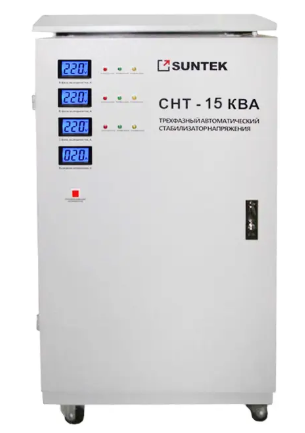 SUNTEK
СНТ - 15 КВА
ТРЕХФАЗНЫЙ АВТОМАТИЧЕСКИЙ
СТАБИЛИЗАТОР НАПРЯЖЕНИЯ
220
220
220
020